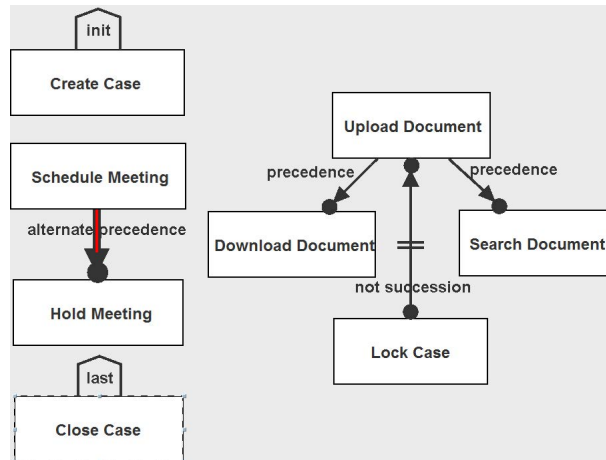 init
Create Case
Schedule Meeting
alternate precedence
Hold Meeting
last
Close Case
Upload Document
precedence
precedence
Download Document
Search Document
not succession
Lock Case